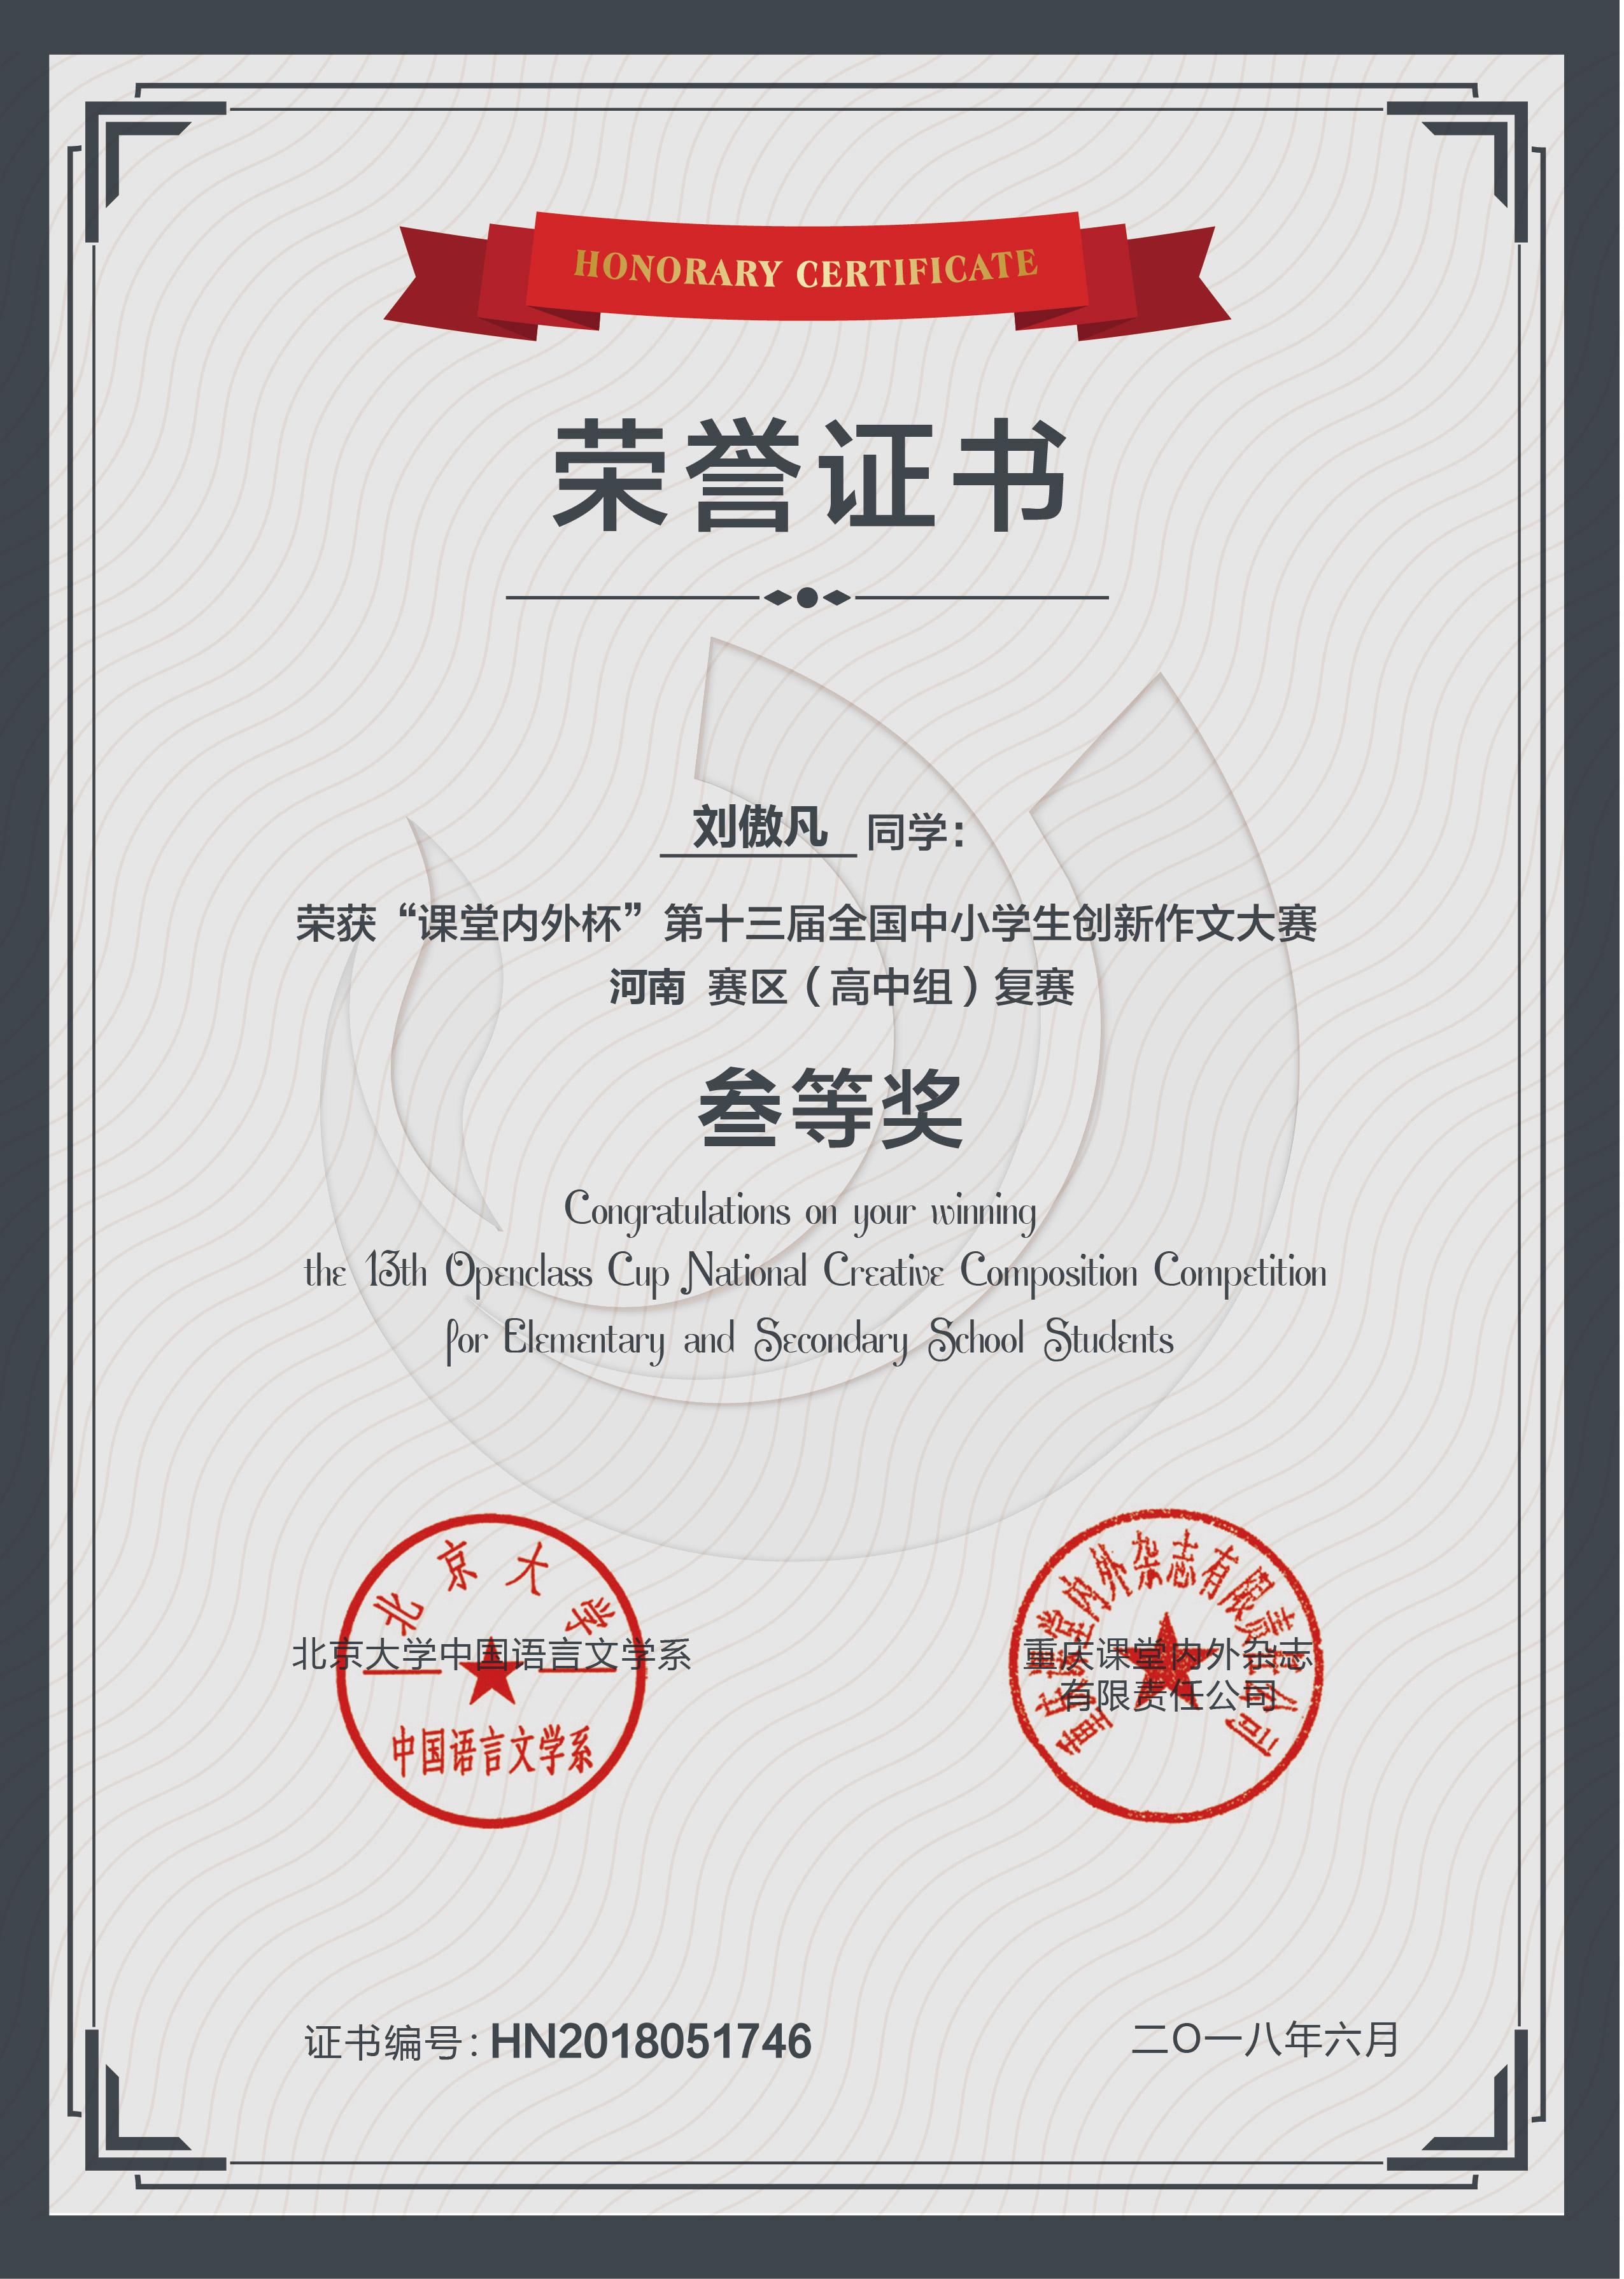 HONORARY CERTIFICATE
荣誉证书
刘傲凡 同学：
荣获“课堂内外杯”第十三届全国中小学生创新作文大赛
河南 赛区（高中组）复赛
叁等奖
Congratulations on your winning
the 13th Openclass Cup National Creative Composition Competition
for Elementary and Secondary School Students
北京大学
北京大学中国语言文学系
中国语言文学系
重庆课堂内外杂志有限责任公司
重庆课堂内外杂志
有限责任公司
证书编号：HN2018051746
二O一八年六月